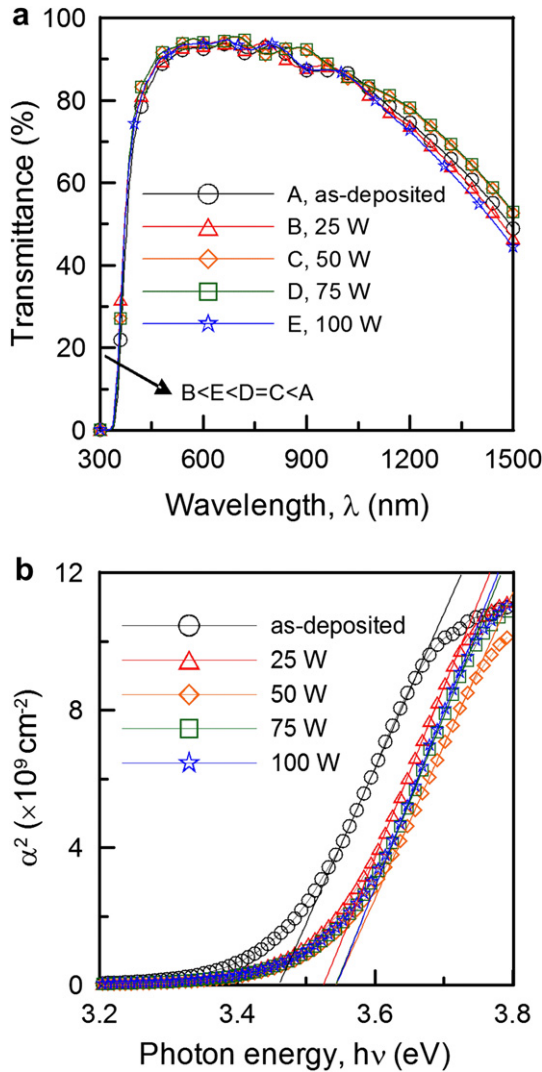 a
100
80
60
40
20
0
Transmittance (%)
A, as-deposited
B, 25 W
C, 50 W
D, 75 W
E, 100 W
B<E<D=C<A
300 600 900 1200 1500
Wavelength, λ (nm)
b
12
8
4
0
α² (×10⁹ cm⁻²)
as-deposited
25 W
50 W
75 W
100 W
3.2 3.4 3.6 3.8
Photon energy, hν (eV)